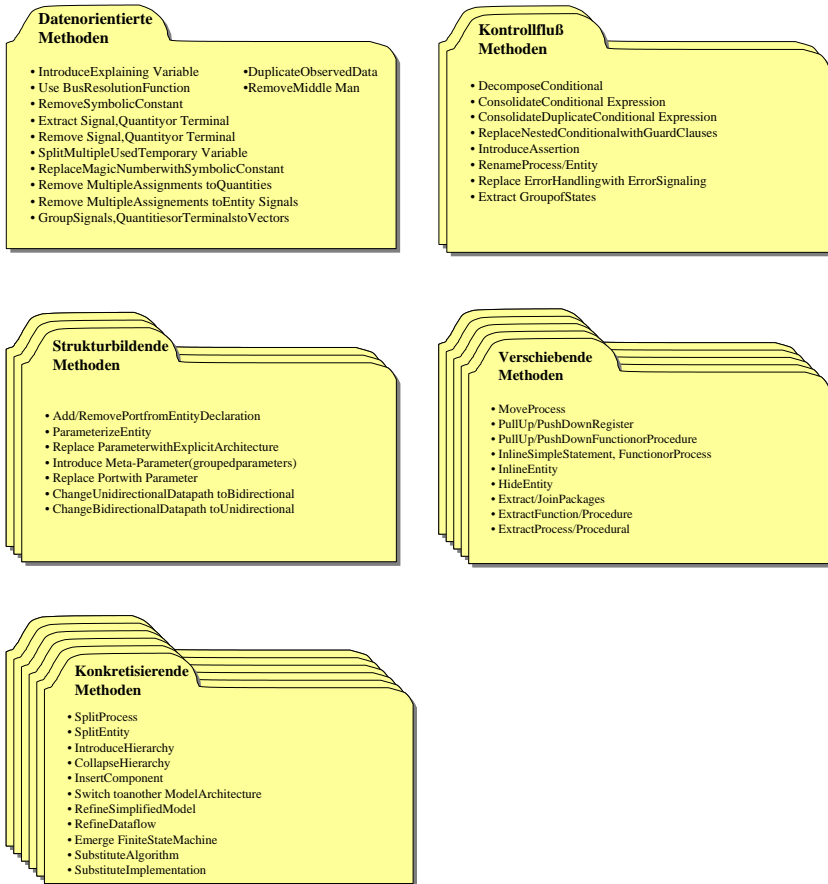 Datenorientierte
Methoden
• IntroduceExplaining Variable
• Use BusResolutionFunction
• RemoveSymbolicConstant
• Extract Signal,Quantityor Terminal
• Remove Signal,Quantityor Terminal
• SplitMultipleUsedTemporary Variable
• ReplaceMagicNumberwithSymbolicConstant
• Remove MultipleAssignments toQuantities
• Remove MultipleAssignements toEntity Signals
• GroupSignals,QuantitiesorTerminalstoVectors
•DuplicateObservedData
•RemoveMiddle Man
Kontrollfluß
Methoden
• DecomposeConditional
• ConsolidateConditional Expression
• ConsolidateDuplicateConditional Expression
• ReplaceNestedConditionalwithGuardClauses
• IntroduceAssertion
• RenameProcess/Entity
• Replace ErrorHandlingwith ErrorSignaling
• Extract GroupofStates
Strukturbildende
Methoden
• Add/RemovePortfromEntityDeclaration
• ParameterizeEntity
• Replace ParameterwithExplicitArchitecture
• Introduce Meta-Parameter(groupedparameters)
• Replace Portwith Parameter
• ChangeUnidirectionalDatapath toBidirectional
• ChangeBidirectionalDatapath toUnidirectional
Verschiebende
Methoden
• MoveProcess
• PullUp/PushDownRegister
• PullUp/PushDownFunctionorProcedure
• InlineSimpleStatement, FunctionorProcess
• InlineEntity
• HideEntity
• Extract/JoinPackages
• ExtractFunction/Procedure
• ExtractProcess/Procedural
Konkretisierende
Methoden
• SplitProcess
• SplitEntity
• IntroduceHierarchy
• CollapseHierarchy
• InsertComponent
• Switch toanother ModelArchitecture
• RefineSimplifiedModel
• RefineDataflow
• Emerge FiniteStateMachine
• SubstituteAlgorithm
• SubstituteImplementation